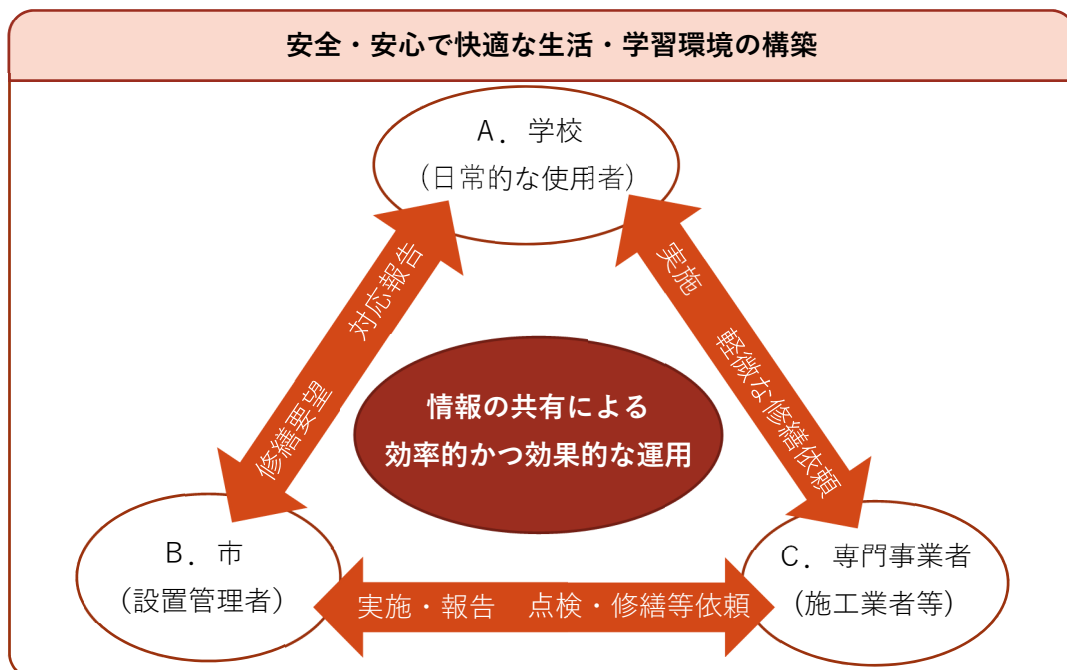 安全・安心で快適な生活・学習環境の構築
A．学校
（日常的な使用者）
対応報告
修繕要望
実施
軽微な修繕依頼
情報の共有による
効率的かつ効果的な運用
B．市
（設置管理者）
C．専門事業者
（施工業者等）
実施・報告　点検・修繕等依頼